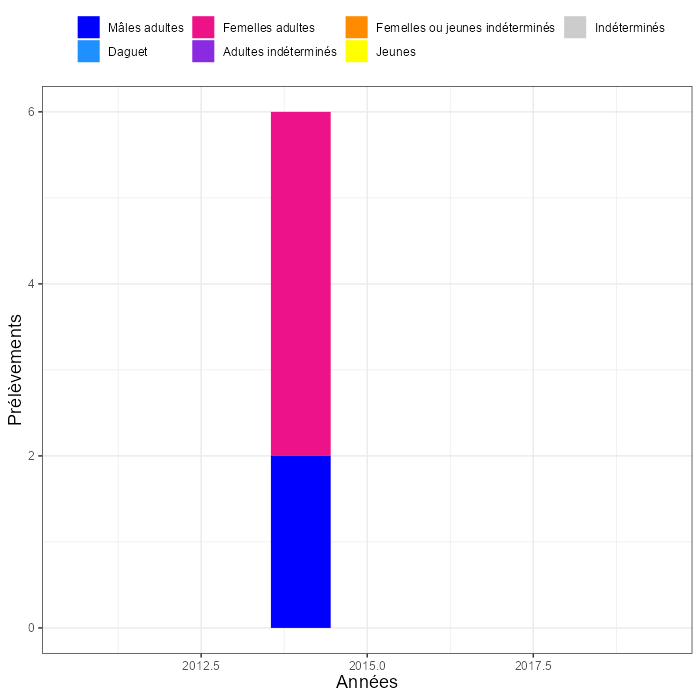 Mâles adultes Femelles adultes Femelles ou jeunes indéterminés Indéterminés
Daguet Adultes indéterminés Jeunes
6
4
2
0
Prélèvements
2012.5 2015.0 2017.5
Années